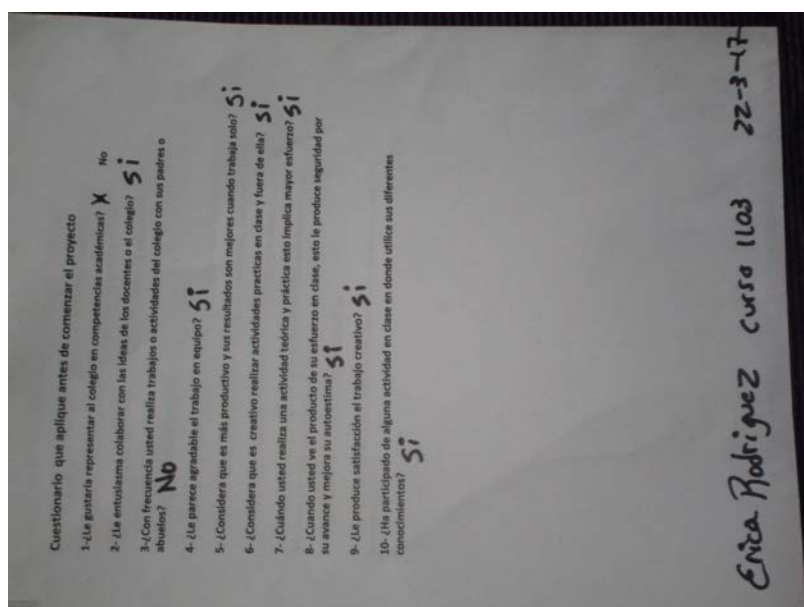 Cuestionario que aplique antes de comenzar el proyecto
1-¿Le gustaría representar al colegio en competencias académicas? X No
2- ¿Le entusiasma colaborar con las ideas de los docentes o el colegio? Si
3-¿Con frecuencia usted realiza trabajos o actividades del colegio con sus padres o
abuelos? No
4- ¿Le parece agradable el trabajo en equipo? Si
5- ¿Considera que es más productivo y sus resultados son mejores cuando trabaja solo? Si
6- ¿Considera que es creativo realizar actividades practicas en clase y fuera de ella? Si
7- ¿Cuándo usted realiza una actividad teórica y práctica esto implica mayor esfuerzo? Si
8- ¿Cuando usted ve el producto de su esfuerzo en clase, esto le produce seguridad por
su avance y mejora su autoestima? Si
9- ¿Le produce satisfacción el trabajo creativo? Si
10- ¿Ha participado de alguna actividad en clase en donde utilice sus diferentes
conocimientos? Si
Erica Rodriguez curso 1103 22-3-17